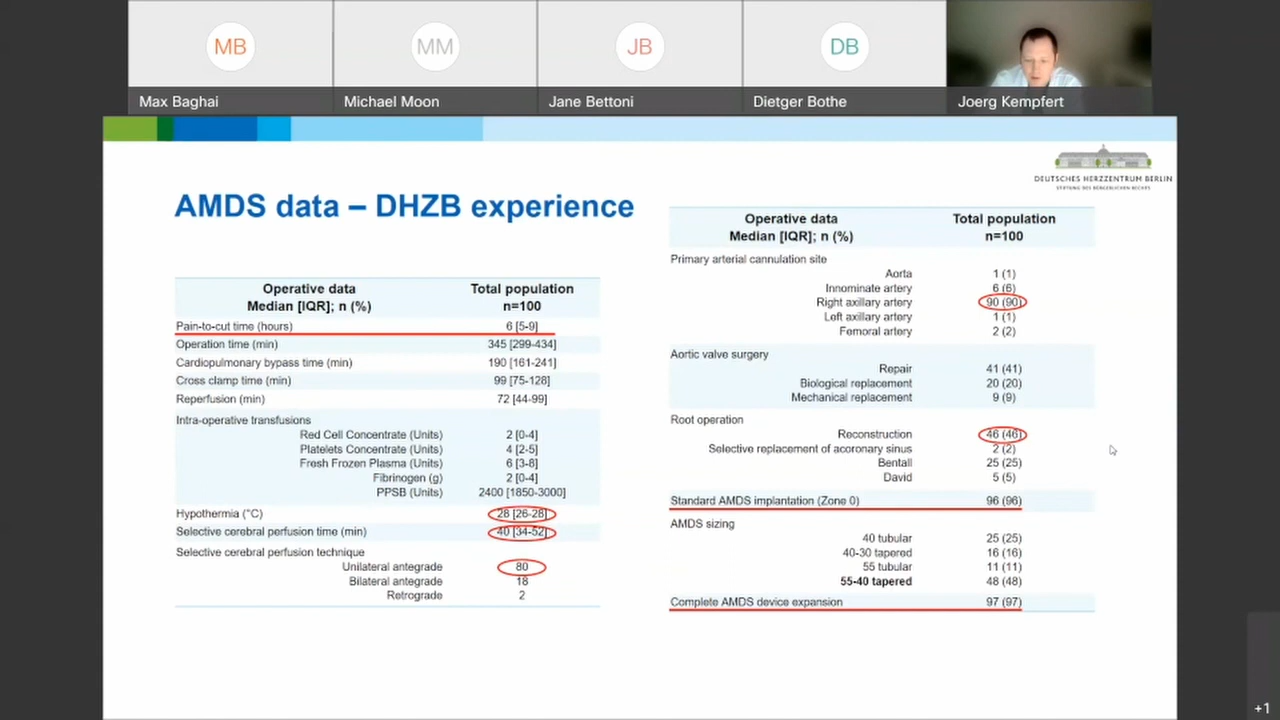 MB
MM
JB
DB
Max Baghai
Michael Moon
Jane Bettoni
Dietger Bothe
Joerg Kempfert
DEUTSCHES HERZZENTRUM BERLIN
STIFTUNG DES BÜRGERLICHEN RECHTS
AMDS data – DHZB experience
Operative data Total population
Median [IQR]; n (%) n=100
Pain-to-cut time (hours) 6 [5-9]
Operation time (min) 345 [299-434]
Cardiopulmonary bypass time (min) 190 [161-241]
Cross clamp time (min) 99 [75-128]
Reperfusion (min) 72 [44-99]
Intra-operative transfusions
Red Cell Concentrate (Units) 2 [0-4]
Platelets Concentrate (Units) 4 [2-5]
Fresh Frozen Plasma (Units) 6 [3-8]
Fibrinogen (g) 2 [0-4]
PPSB (Units) 2400 [1850-3000]
Hypothermia (°C) 28 [26-28]
Selective cerebral perfusion time (min) 40 [34-52]
Selective cerebral perfusion technique
Unilateral antegrade 80
Bilateral antegrade 18
Retrograde 2
Operative data Total population
Median [IQR]; n (%) n=100
Primary arterial cannulation site
Aorta 1 (1)
Innominate artery 6 (6)
Right axillary artery 90 (90)
Left axillary artery 1 (1)
Femoral artery 2 (2)
Aortic valve surgery
Repair 41 (41)
Biological replacement 20 (20)
Mechanical replacement 9 (9)
Root operation
Reconstruction 46 (46)
Selective replacement of acoronary sinus 2 (2)
Bentall 25 (25)
David 5 (5)
Standard AMDS implantation (Zone 0) 96 (96)
AMDS sizing
40 tubular 25 (25)
40-30 tapered 16 (16)
55 tubular 11 (11)
55-40 tapered 48 (48)
Complete AMDS device expansion 97 (97)
+1